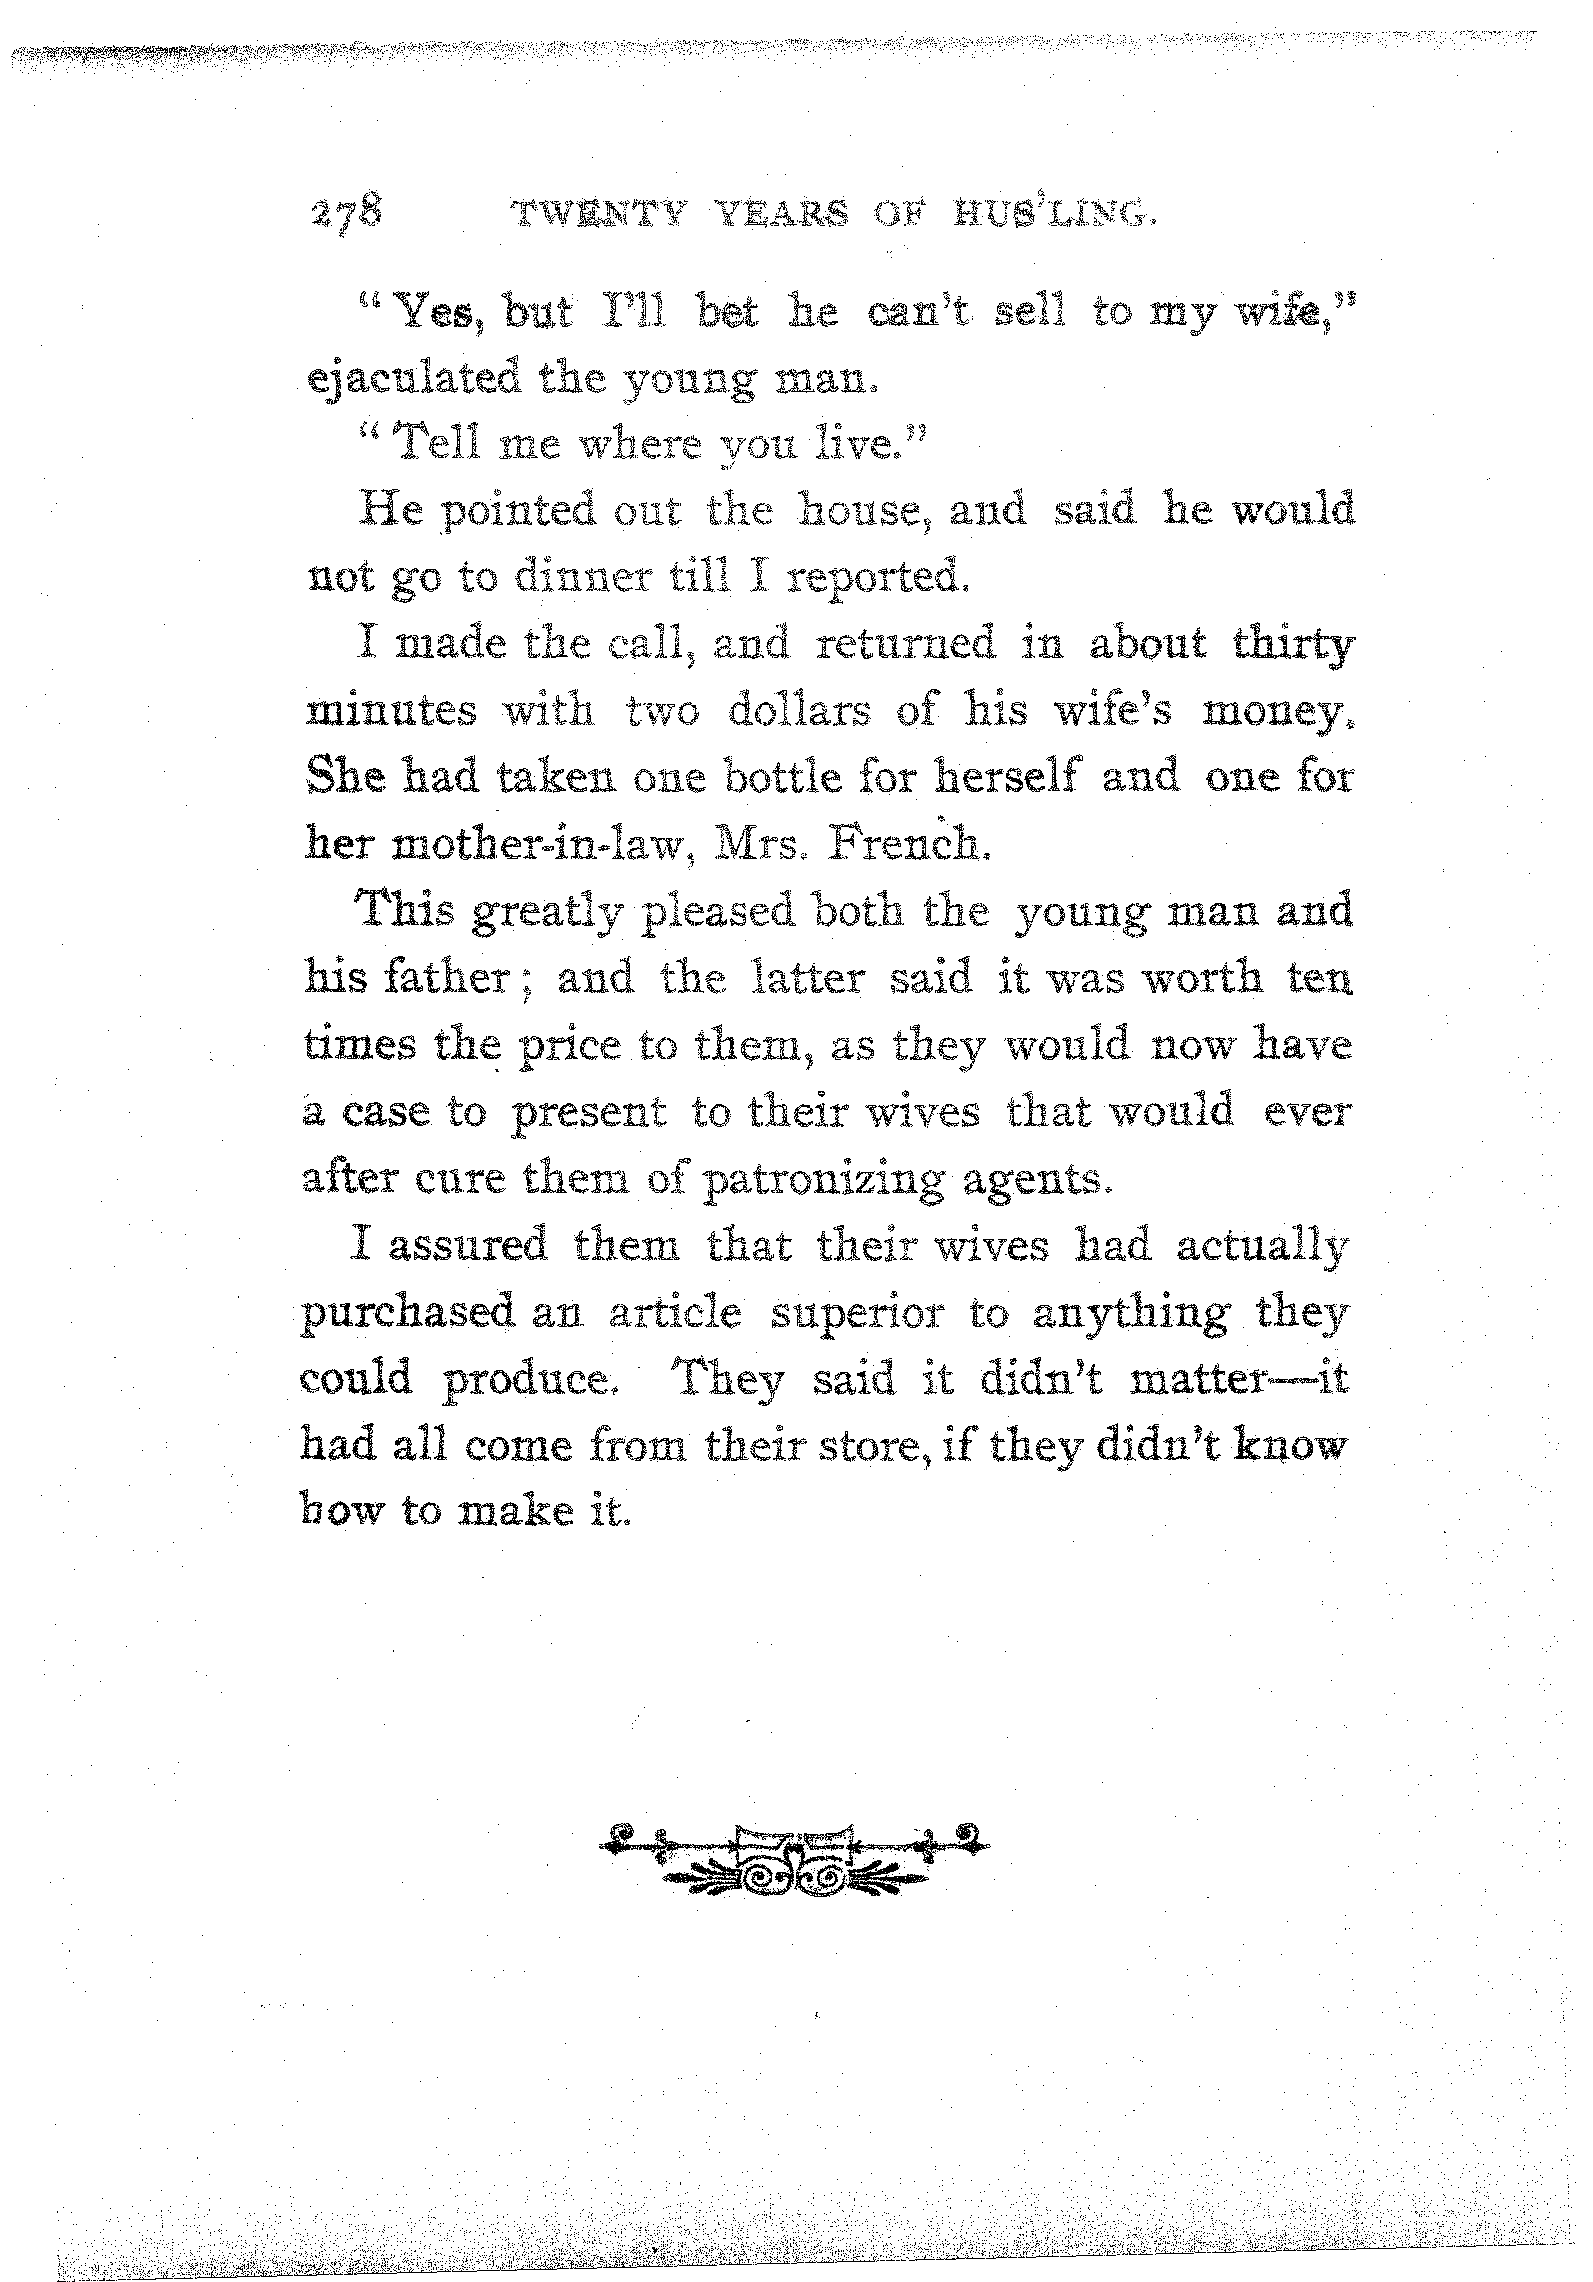 278 TWENTY YEARS OF HUS'LING.
"Yes, but I'll bet he can't sell to my wife,"
ejaculated the young man.
"Tell me where you live."
He pointed out the house, and said he would
not go to dinner till I reported.
I made the call, and returned in about thirty
minutes with two dollars of his wife's money.
She had taken one bottle for herself and one for
her mother-in-law, Mrs. French.
This greatly pleased both the young man and
his father; and the latter said it was worth ten
times the price to them, as they would now have
a case to present to their wives that would ever
after cure them of patronizing agents.
I assured them that their wives had actually
purchased an article superior to anything they
could produce. They said it didn't matter—it
had all come from their store, if they didn't know
how to make it.